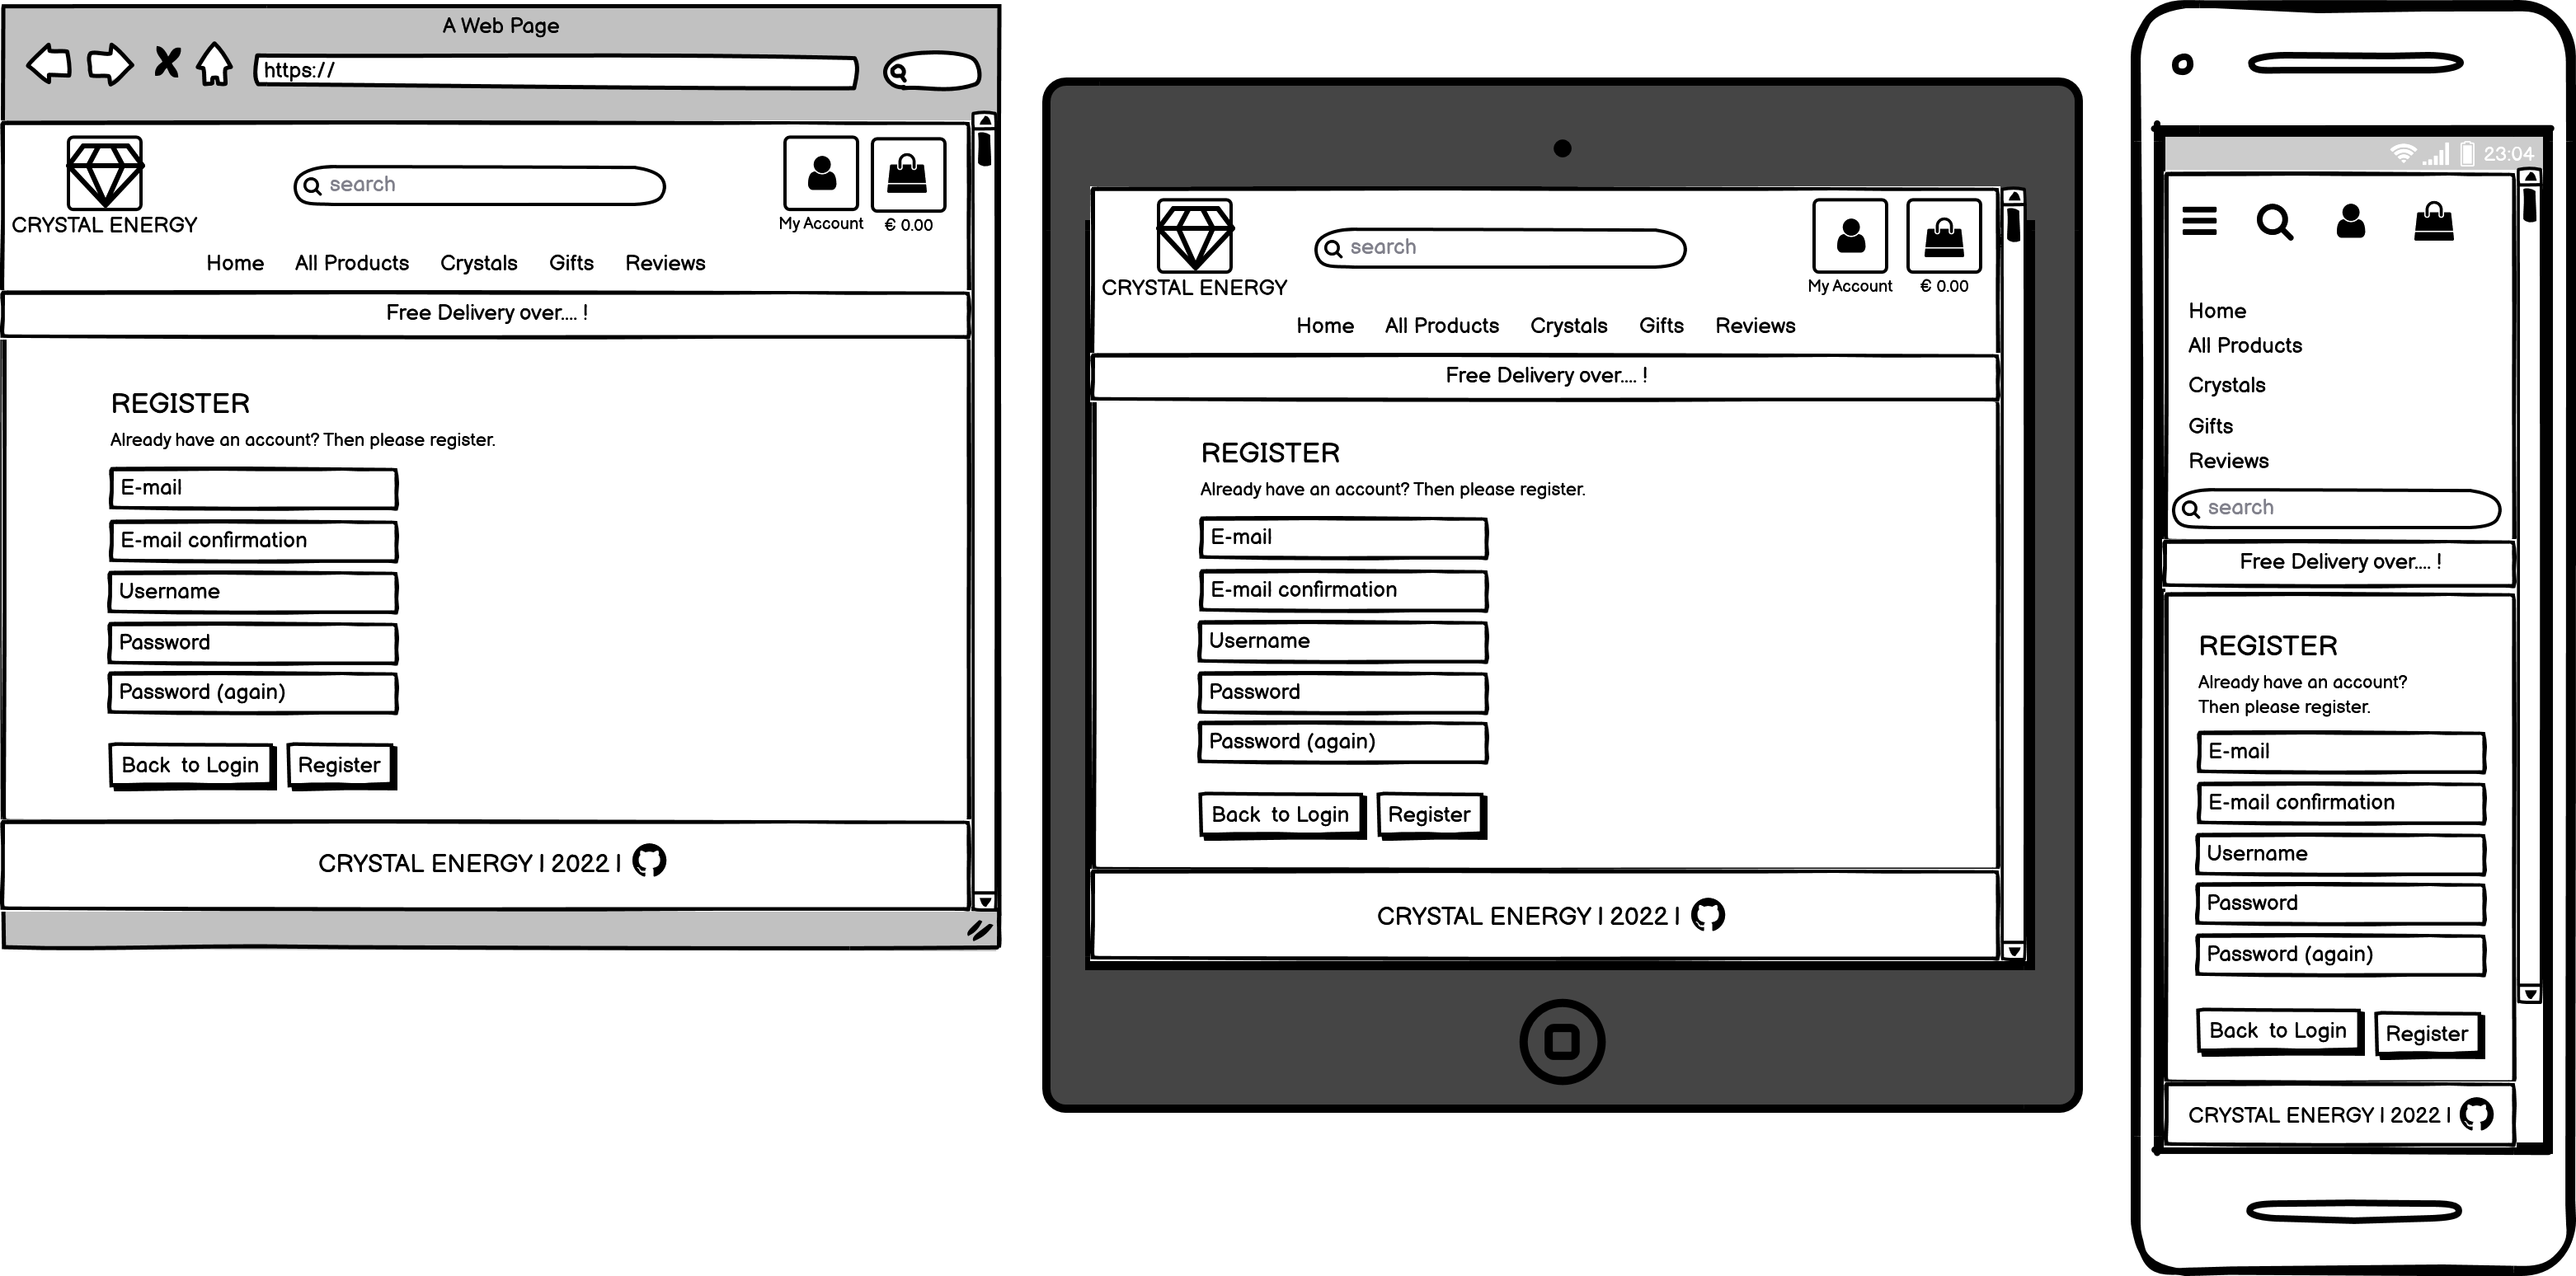 A Web Page
https://
search
CRYSTAL ENERGY
My Account
€ 0.00
Home All Products Crystals Gifts Reviews
Free Delivery over.... !
REGISTER
Already have an account? Then please register.
E-mail
E-mail confirmation
Username
Password
Password (again)
Back to Login Register
CRYSTAL ENERGY | 2022 |
search
CRYSTAL ENERGY
My Account
€ 0.00
Home All Products Crystals Gifts Reviews
Free Delivery over.... !
REGISTER
Already have an account? Then please register.
E-mail
E-mail confirmation
Username
Password
Password (again)
Back to Login Register
CRYSTAL ENERGY | 2022 |
23:04
Home
All Products
Crystals
Gifts
Reviews
search
Free Delivery over.... !
REGISTER
Already have an account?
Then please register.
E-mail
E-mail confirmation
Username
Password
Password (again)
Back to Login Register
CRYSTAL ENERGY | 2022 |